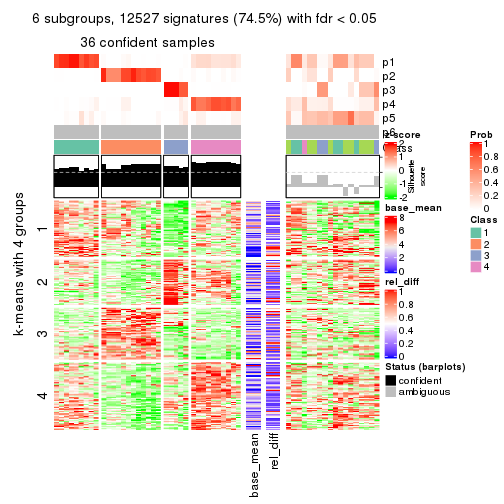 6 subgroups, 12527 signatures (74.5%) with fdr < 0.05
36 confident samples
p1
p2
p3
p4
p5
p6
Class
Silhouette
score
k-means with 4 groups
1
2
3
4
base_mean
rel_diff
z-score
2
1
0
-1
-2
base_mean
8
6
4
2
0
rel_diff
1
0.8
0.6
0.4
0.2
0
Status (barplots)
confident
ambiguous
Prob
1
0.8
0.6
0.4
0.2
0
Class
1
2
3
4